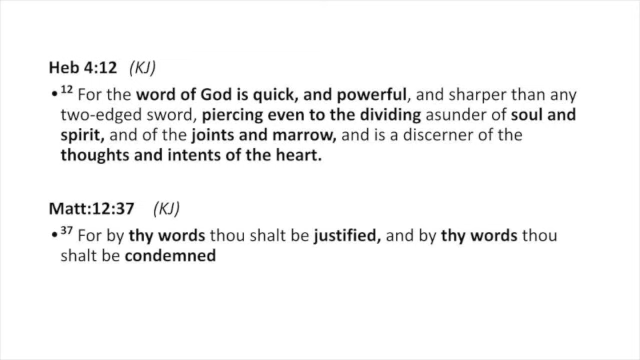 Heb 4:12 (KJ)
•12 For the word of God is quick, and powerful, and sharper than any
two-edged sword, piercing even to the dividing asunder of soul and
spirit, and of the joints and marrow, and is a discerner of the
thoughts and intents of the heart.
Matt:12:37 (KJ)
•37 For by thy words thou shalt be justified, and by thy words thou
shalt be condemned